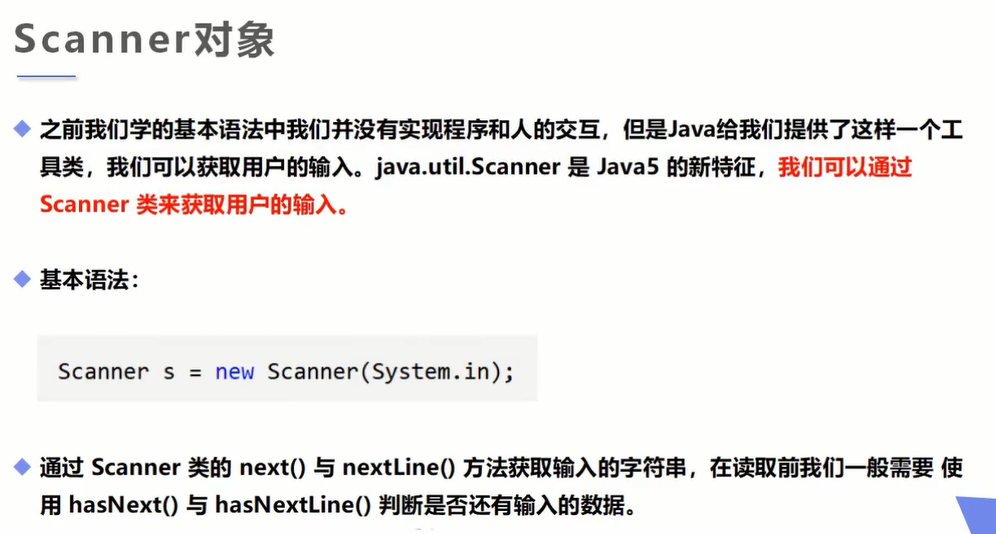 Scanner对象
之前我们学的基本语法中我们并没有实现程序和人的交互，但是Java给我们提供了这样一个工
具类，我们可以获取用户的输入。java.util.Scanner 是 Java5 的新特征，我们可以通过
Scanner 类来获取用户的输入。
基本语法：
Scanner s = new Scanner(System.in);
通过 Scanner 类的 next() 与 nextLine() 方法获取输入的字符串，在读取前我们一般需要 使
用 hasNext() 与 hasNextLine() 判断是否还有输入的数据。